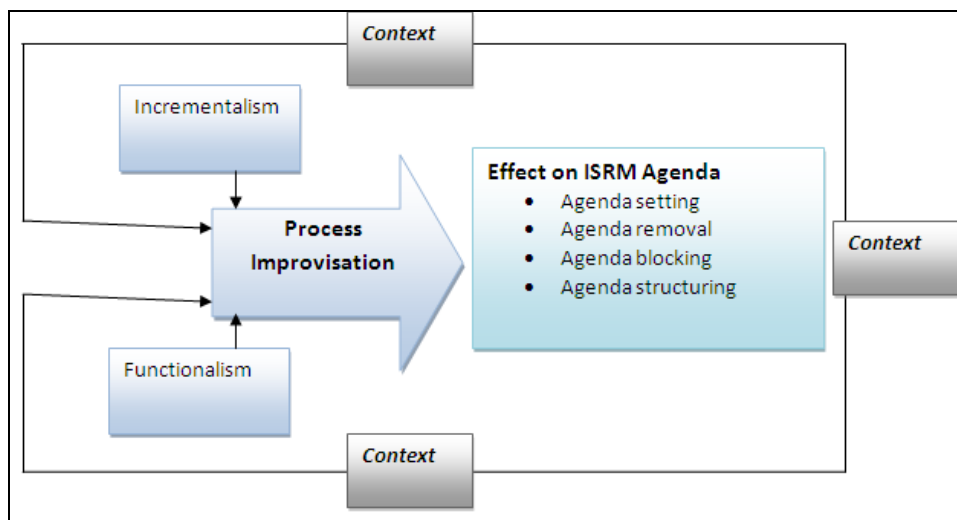 Context
Incrementalism
Process
Improvisation
Effect on ISRM Agenda
• Agenda setting
• Agenda removal
• Agenda blocking
• Agenda structuring
Context
Functionalism
Context